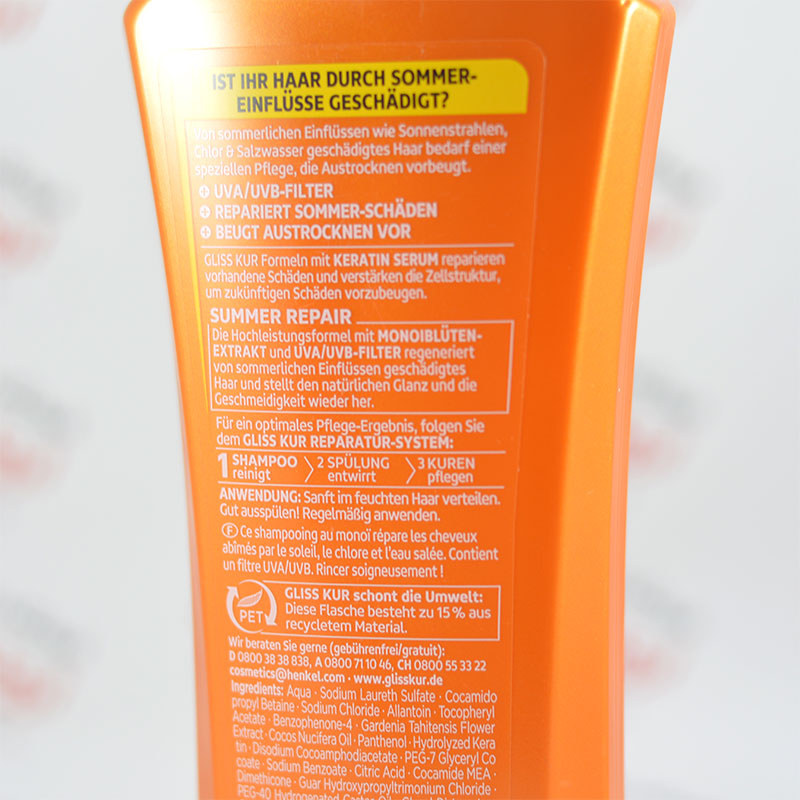 IST IHR HAAR DURCH SOMMER-
EINFLÜSSE GESCHÄDIGT?
Von sommerlichen Einflüssen wie Sonnenstrahlen,
Chlor & Salzwasser geschädigtes Haar bedarf einer
speziellen Pflege, die Austrocknen vorbeugt.
+ UVA/UVB-FILTER
+ REPARIERT SOMMER-SCHÄDEN
+ BEUGT AUSTROCKNEN VOR
GLISS KUR Formeln mit KERATIN SERUM reparieren
vorhandene Schäden und verstärken die Zellstruktur,
um zukünftigen Schäden vorzubeugen.
SUMMER REPAIR
Die Hochleistungsformel mit MONOIBLÜTEN-
EXTRAKT und UVA/UVB-FILTER regeneriert
von sommerlichen Einflüssen geschädigtes
Haar und stellt den natürlichen Glanz und die
Geschmeidigkeit wieder her.
Für ein optimales Pflege-Ergebnis, folgen Sie
dem GLISS KUR REPARATUR-SYSTEM:
1 SHAMPOO 2 SPÜLUNG 3 KUREN
reinigt entwirrt pflegen
ANWENDUNG: Sanft im feuchten Haar verteilen.
Gut ausspülen! Regelmäßig anwenden.
Ⓕ Ce shampooing au monoï répare les cheveux
abîmés par le soleil, le chlore et l'eau salée. Contient
un filtre UVA/UVB. Rincer soigneusement !
GLISS KUR schont die Umwelt:
Diese Flasche besteht zu 15% aus
recycletem Material.
PET
Wir beraten Sie gerne (gebührenfrei/gratuit):
D 0800 38 38 838, A 0800 71 10 46, CH 0800 55 33 22
cosmetics@henkel.com · www.glisskur.de
Ingredients: Aqua · Sodium Laureth Sulfate · Cocamido
propyl Betaine · Sodium Chloride · Allantoin · Tocopheryl
Acetate · Benzophenone-4 · Gardenia Tahitensis Flower
Extract · Cocos Nucifera Oil · Panthenol · Hydrolyzed Kera
tin · Disodium Cocoamphodiacetate · PEG-7 Glyceryl Co
coate · Sodium Benzoate · Citric Acid · Cocamide MEA ·
Dimethicone · Guar Hydroxypropyltrimonium Chloride ·
PEG-40 Hydrogenated Castor Oil